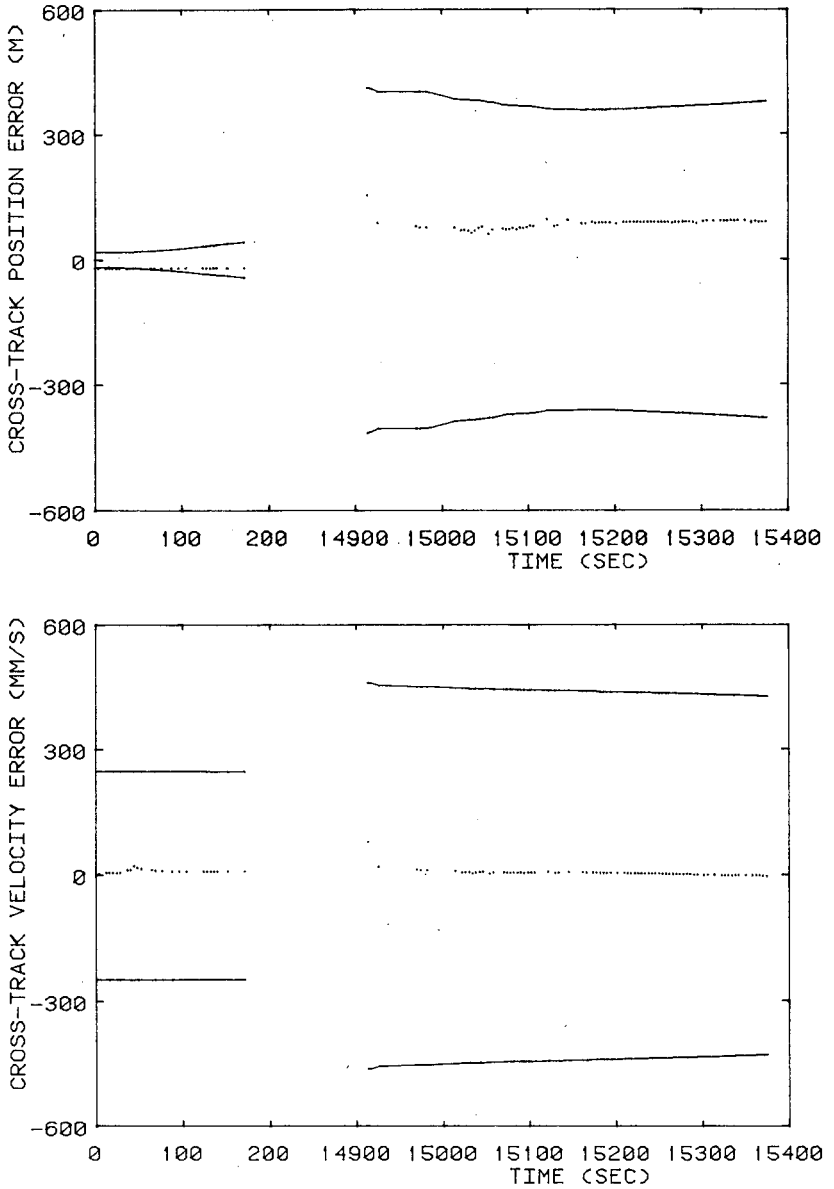 CROSS-TRACK POSITION ERROR (M)
600
300
0
-300
-600
0 100 200 14900 15000 15100 15200 15300 15400
TIME (SEC)
CROSS-TRACK VELOCITY ERROR (MM/S)
600
300
0
-300
-600
0 100 200 14900 15000 15100 15200 15300 15400
TIME (SEC)